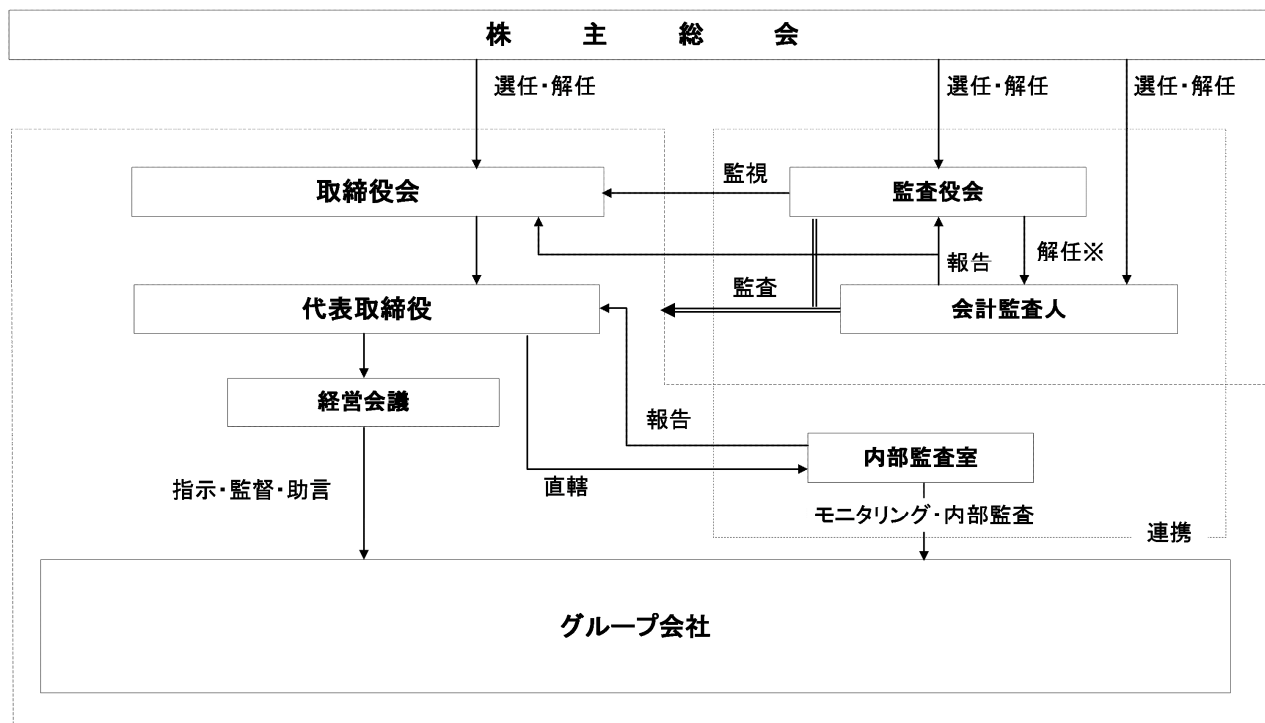 株主総会
選任・解任
選任・解任
選任・解任
取締役会
監視
監査役会
報告
解任※
代表取締役
監査
会計監査人
経営会議
報告
内部監査室
指示・監督・助言
直轄
モニタリング・内部監査
連携
グループ会社